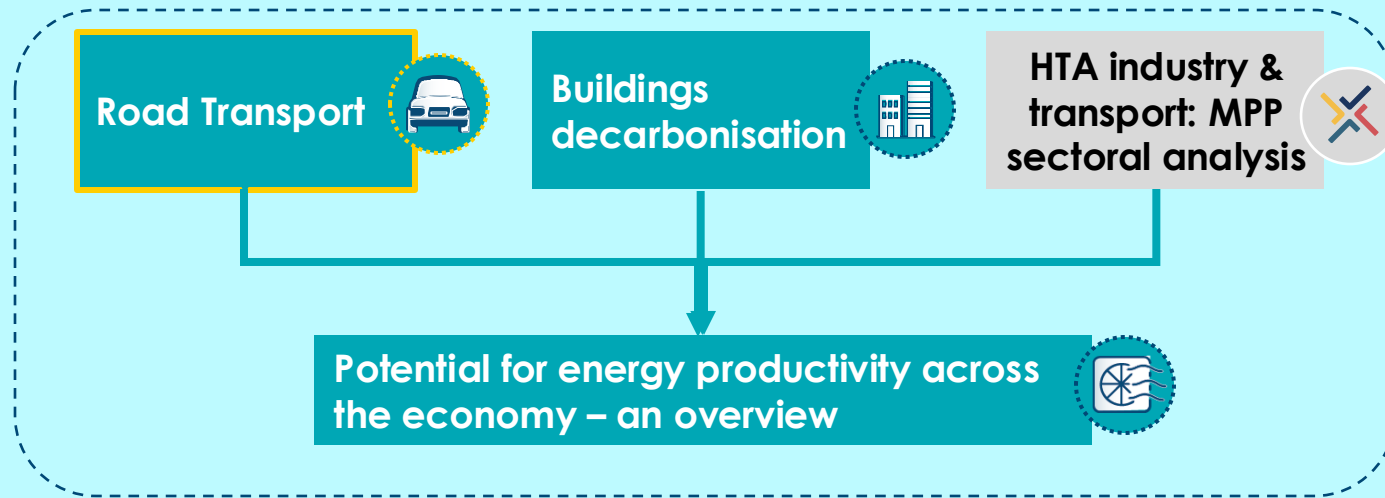 Road Transport
Buildings
decarbonisation
HTA industry &
transport: MPP
sectoral analysis
Potential for energy productivity across
the economy – an overview